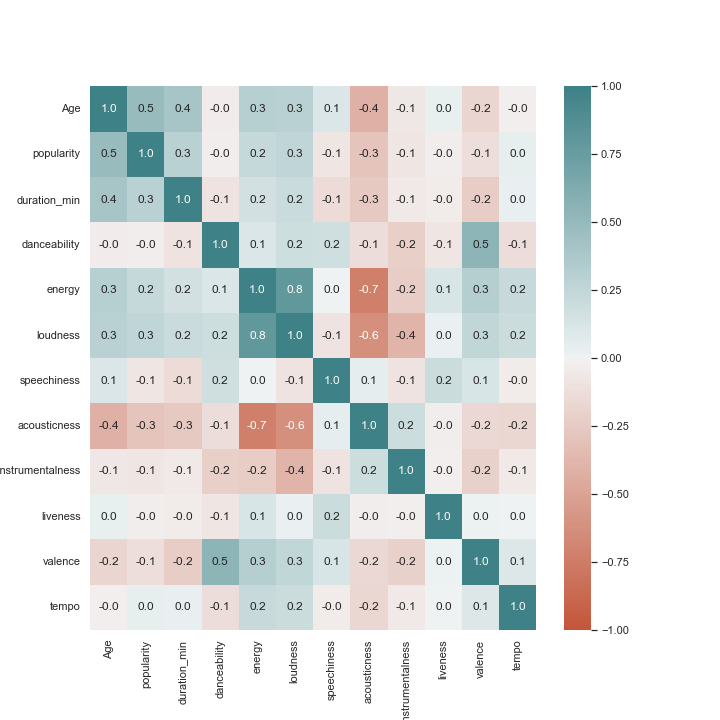 Age 1.0 0.5 0.4 -0.0 0.3 0.3 0.1 -0.4 -0.1 0.0 -0.2 -0.0
popularity 0.5 1.0 0.3 -0.0 0.2 0.3 -0.1 -0.3 -0.1 -0.0 -0.1 0.0
duration_min 0.4 0.3 1.0 -0.1 0.2 0.2 -0.1 -0.3 -0.1 -0.0 -0.2 0.0
danceability -0.0 -0.0 -0.1 1.0 0.1 0.2 0.2 -0.1 -0.2 -0.1 0.5 -0.1
energy 0.3 0.2 0.2 0.1 1.0 0.8 0.0 -0.7 -0.2 0.1 0.3 0.2
loudness 0.3 0.3 0.2 0.2 0.8 1.0 -0.1 -0.6 -0.4 0.0 0.3 0.2
speechiness 0.1 -0.1 -0.1 0.2 0.0 -0.1 1.0 0.1 -0.1 0.2 0.1 -0.0
acousticness -0.4 -0.3 -0.3 -0.1 -0.7 -0.6 0.1 1.0 0.2 -0.0 -0.2 -0.2
nstrumentalness -0.1 -0.1 -0.1 -0.2 -0.2 -0.4 -0.1 0.2 1.0 -0.0 -0.2 -0.1
liveness 0.0 -0.0 -0.0 -0.1 0.1 0.0 0.2 -0.0 -0.0 1.0 0.0 0.0
valence -0.2 -0.1 -0.2 0.5 0.3 0.3 0.1 -0.2 -0.2 0.0 1.0 0.1
tempo -0.0 0.0 0.0 -0.1 0.2 0.2 -0.0 -0.2 -0.1 0.0 0.1 1.0
Age
popularity
duration_min
danceability
energy
loudness
speechiness
acousticness
nstrumentalness
liveness
valence
tempo
1.00
0.75
0.50
0.25
0.00
−0.25
−0.50
−0.75
−1.00